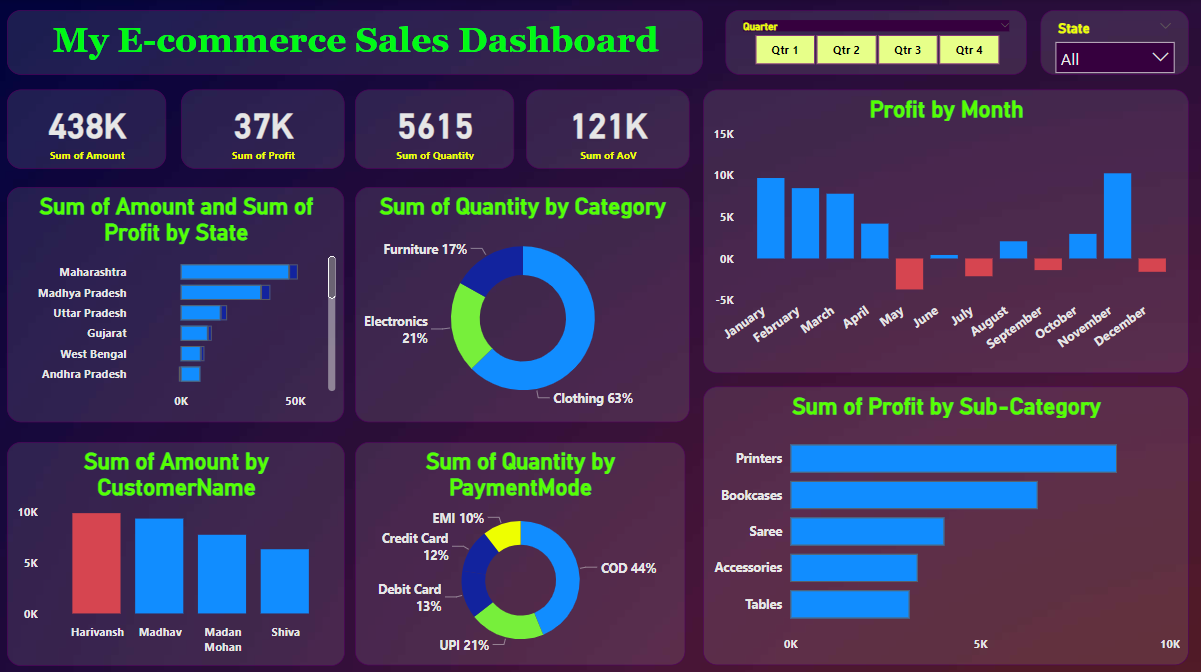 My E-commerce Sales Dashboard
Quarter
Qtr 1
Qtr 2
Qtr 3
Qtr 4
State
All
438K
Sum of Amount
37K
Sum of Profit
5615
Sum of Quantity
121K
Sum of AoV
Profit by Month
15K
10K
5K
0K
-5K
January
February
March
April
May
June
July
August
September
October
November
December
Sum of Amount and Sum of
Profit by State
Maharashtra
Madhya Pradesh
Uttar Pradesh
Gujarat
West Bengal
Andhra Pradesh
0K
50K
Sum of Quantity by Category
Furniture 17%
Electronics
21%
Clothing 63%
Sum of Profit by Sub-Category
Printers
Bookcases
Saree
Accessories
Tables
0K
5K
10K
Sum of Amount by
CustomerName
10K
5K
0K
Harivansh
Madhav
Madan
Mohan
Shiva
Sum of Quantity by
PaymentMode
EMI 10%
Credit Card
12%
Debit Card
13%
UPI 21%
COD 44%